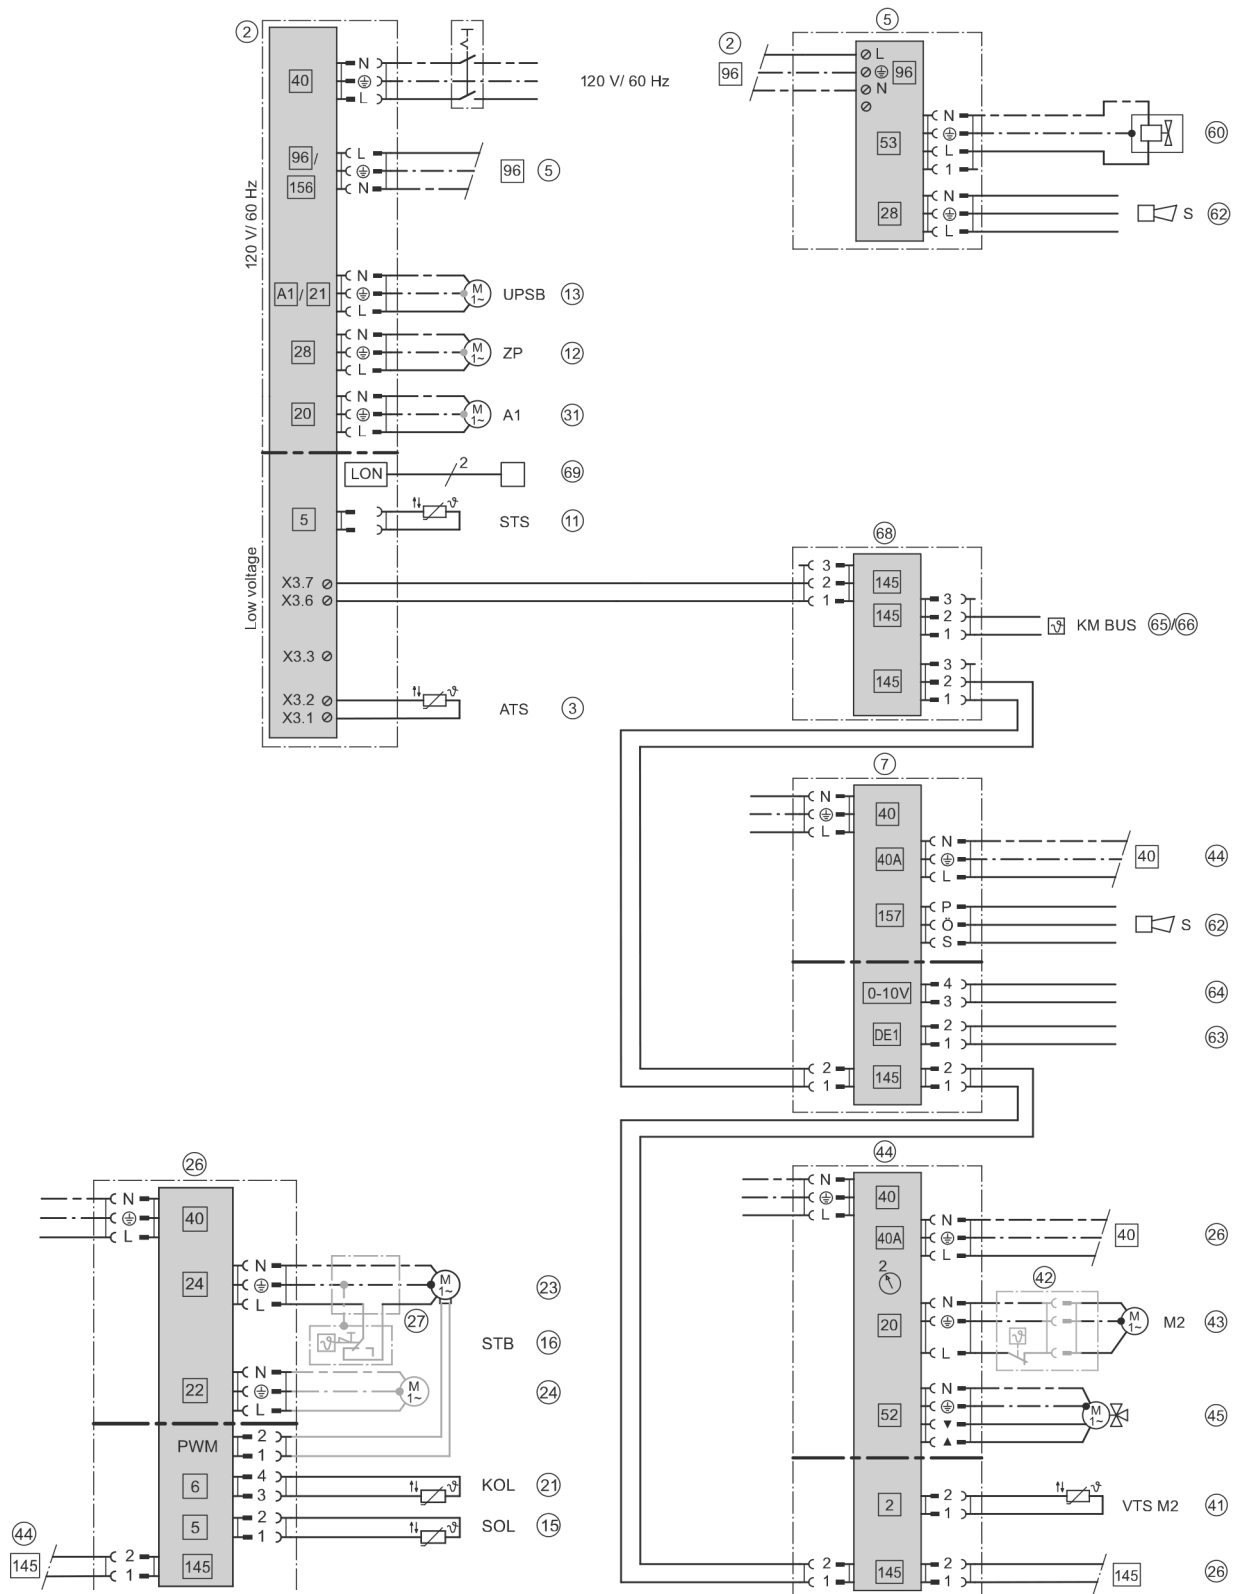 2
40
N
L
120 V/ 60 Hz
96 /
156
L
N
96 5
120 V/ 60 Hz
A1 / 21
N
L
M
1~
UPSB 13
28
N
L
M
1~
ZP 12
20
N
L
M
1~
A1 31
LON
2
69
5
ϑ
STS 11
Low voltage
X3.7
X3.6
X3.3
X3.2
X3.1
ϑ
ATS 3
5
2
96
L
96
N
53
N
L
1
60
28
N
L
S 62
68
3
2
1
145
145
3
2
1
ϑ KM BUS 65/66
145
3
2
1
7
N
L
40
40A
N
L
40 44
157
P
Ö
S
S 62
0-10V
4
3
64
DE1
2
1
63
2
1
145
2
1
44
N
L
40
40A
N
L
40 26
2
42
20
N
L
ϑ
M
1~
M2 43
52
N
▼
▲
M
1~
45
2
2
1
ϑ
VTS M2 41
2
1
145
2
1
145 26
26
N
L
40
24
N
L
M
1~
23
27
ϑ
STB 16
22
N
L
M
1~
24
PWM
2
1
6
4
3
ϑ
KOL 21
5
2
1
ϑ
SOL 15
44
145
2
1
145